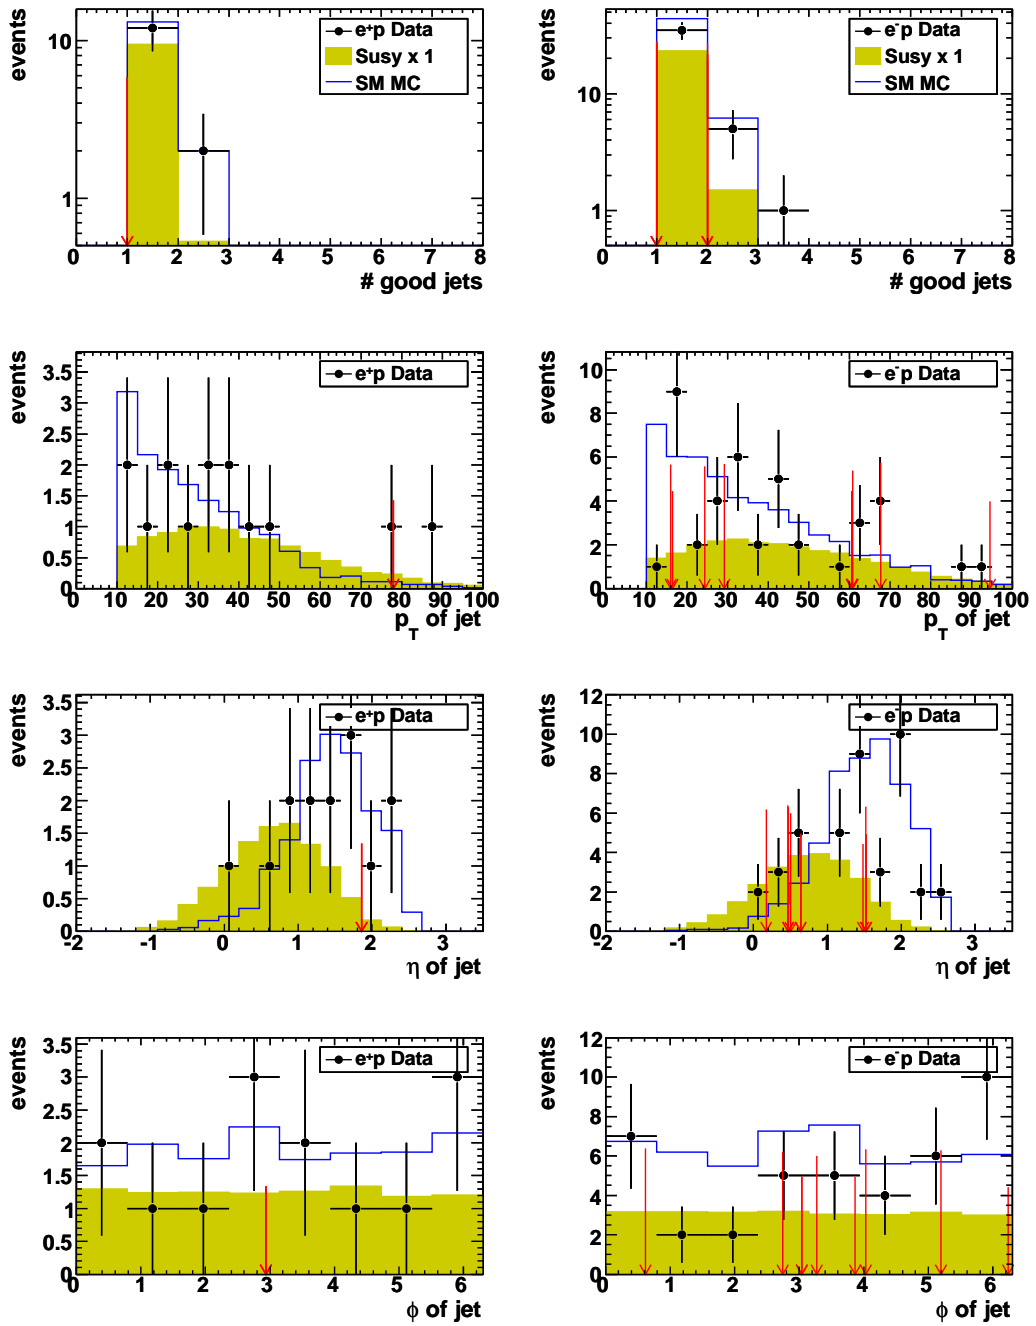 events
10
1
e⁺p Data
Susy x 1
SM MC
0 1 2 3 4 5 6 7 8
# good jets
events
10
1
e⁻p Data
Susy x 1
SM MC
0 1 2 3 4 5 6 7 8
# good jets
events
3.5
3
2.5
2
1.5
1
0.5
0
e⁺p Data
0 10 20 30 40 50 60 70 80 90 100
p_T of jet
events
10
8
6
4
2
0
e⁻p Data
0 10 20 30 40 50 60 70 80 90 100
p_T of jet
events
3.5
3
2.5
2
1.5
1
0.5
0
e⁺p Data
-2 -1 0 1 2 3
η of jet
events
12
10
8
6
4
2
0
e⁻p Data
-2 -1 0 1 2 3
η of jet
events
3.5
3
2.5
2
1.5
1
0.5
0
e⁺p Data
0 1 2 3 4 5 6
ϕ of jet
events
12
10
8
6
4
2
0
e⁻p Data
0 1 2 3 4 5 6
ϕ of jet